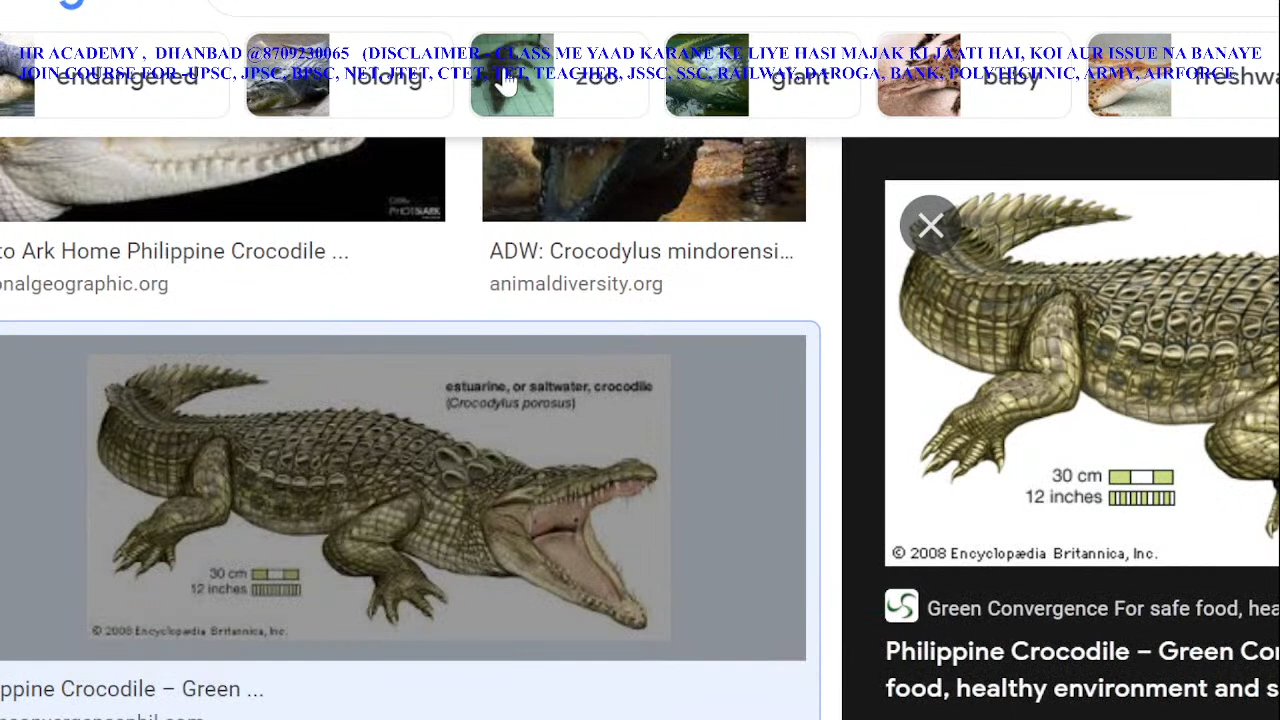 HR ACADEMY , DHANBAD @8709230065 (DISCLAIMER - CLASS ME YAAD KARANE KE LIYE HASI MAJAK KI JAATI HAI, KOI AUR ISSUE NA BANAYE
JOIN COURSE FOR -UPSC, JPSC, BPSC, NET, JTET, CTET, TET, TEACHER, JSSC, SSC, RAILWAY, DAROGA, BANK, POLYTECHNIC, ARMY, AIRFORCE
endangered
lolong
zoo
giant
baby
freshwa
to Ark Home Philippine Crocodile ...
onalgeographic.org
ADW: Crocodylus mindorensi...
animaldiversity.org
estuarine, or saltwater, crocodile
(Crocodylus porosus)
30 cm
12 inches
© 2008 Encyclopædia Britannica, Inc.
ppine Crocodile – Green ...
30 cm
12 inches
© 2008 Encyclopædia Britannica, Inc.
Green Convergence For safe food, hea
Philippine Crocodile – Green Con
food, healthy environment and s